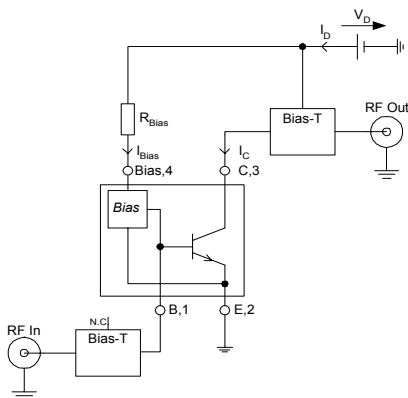 V_D
I_D
RF Out
Bias-T
R_Bias
I_Bias
I_C
Bias,4
C,3
Bias
B,1
E,2
N.C
RF In
Bias-T